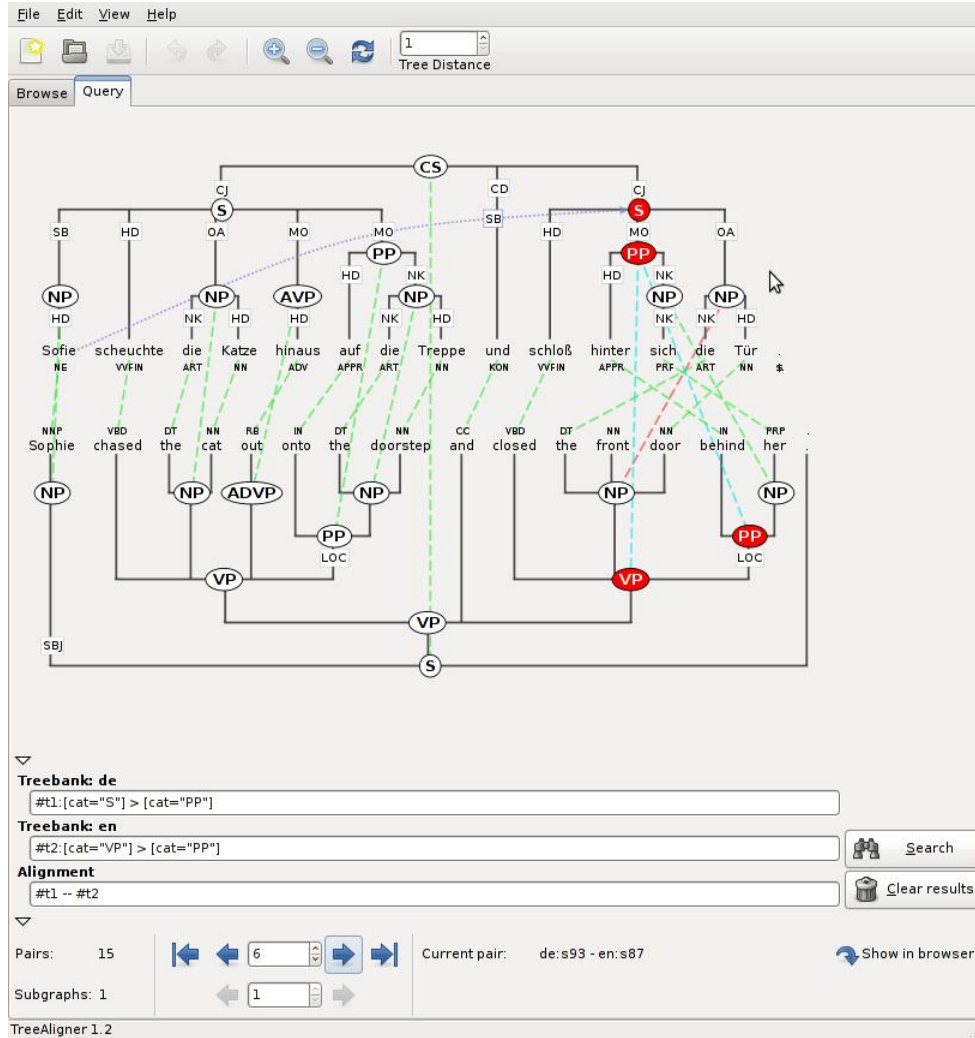 File Edit View Help
1
Tree Distance
Browse Query
CS
CJ CD CJ
S SB S
SB HD OA MO MO HD MO OA
PP PP
HD NK HD NK
NP NP AVP NP NP NP
HD NK HD HD NK HD NK NK HD
Sofie scheuchte die Katze hinaus auf die Treppe und schloß hinter sich die Tür .
NE VVFIN ART NN ADV APPR ART NN KON VVFIN APPR PRF ART NN $.
NNP VBD DT NN RB IN DT NN CC VBD DT NN NN IN PRP .
Sophie chased the cat out onto the doorstep and closed the front door behind her .
NP NP ADVP NP NP NP
PP PP
LOC LOC
VP VP
VP
SBJ
S
Treebank: de
#t1:[cat="S"] > [cat="PP"]
Treebank: en
#t2:[cat="VP"] > [cat="PP"]
Search
Alignment
#t1 -- #t2
Clear results
Pairs: 15 6 Current pair: de:s93 - en:s87 Show in browser
Subgraphs: 1 1
TreeAligner 1.2